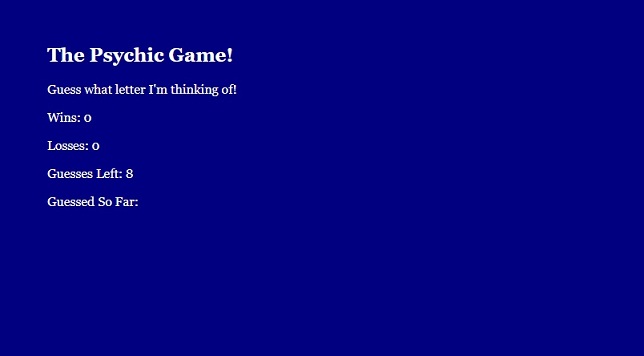 The Psychic Game!
Guess what letter I'm thinking of!
Wins: 0
Losses: 0
Guesses Left: 8
Guessed So Far: